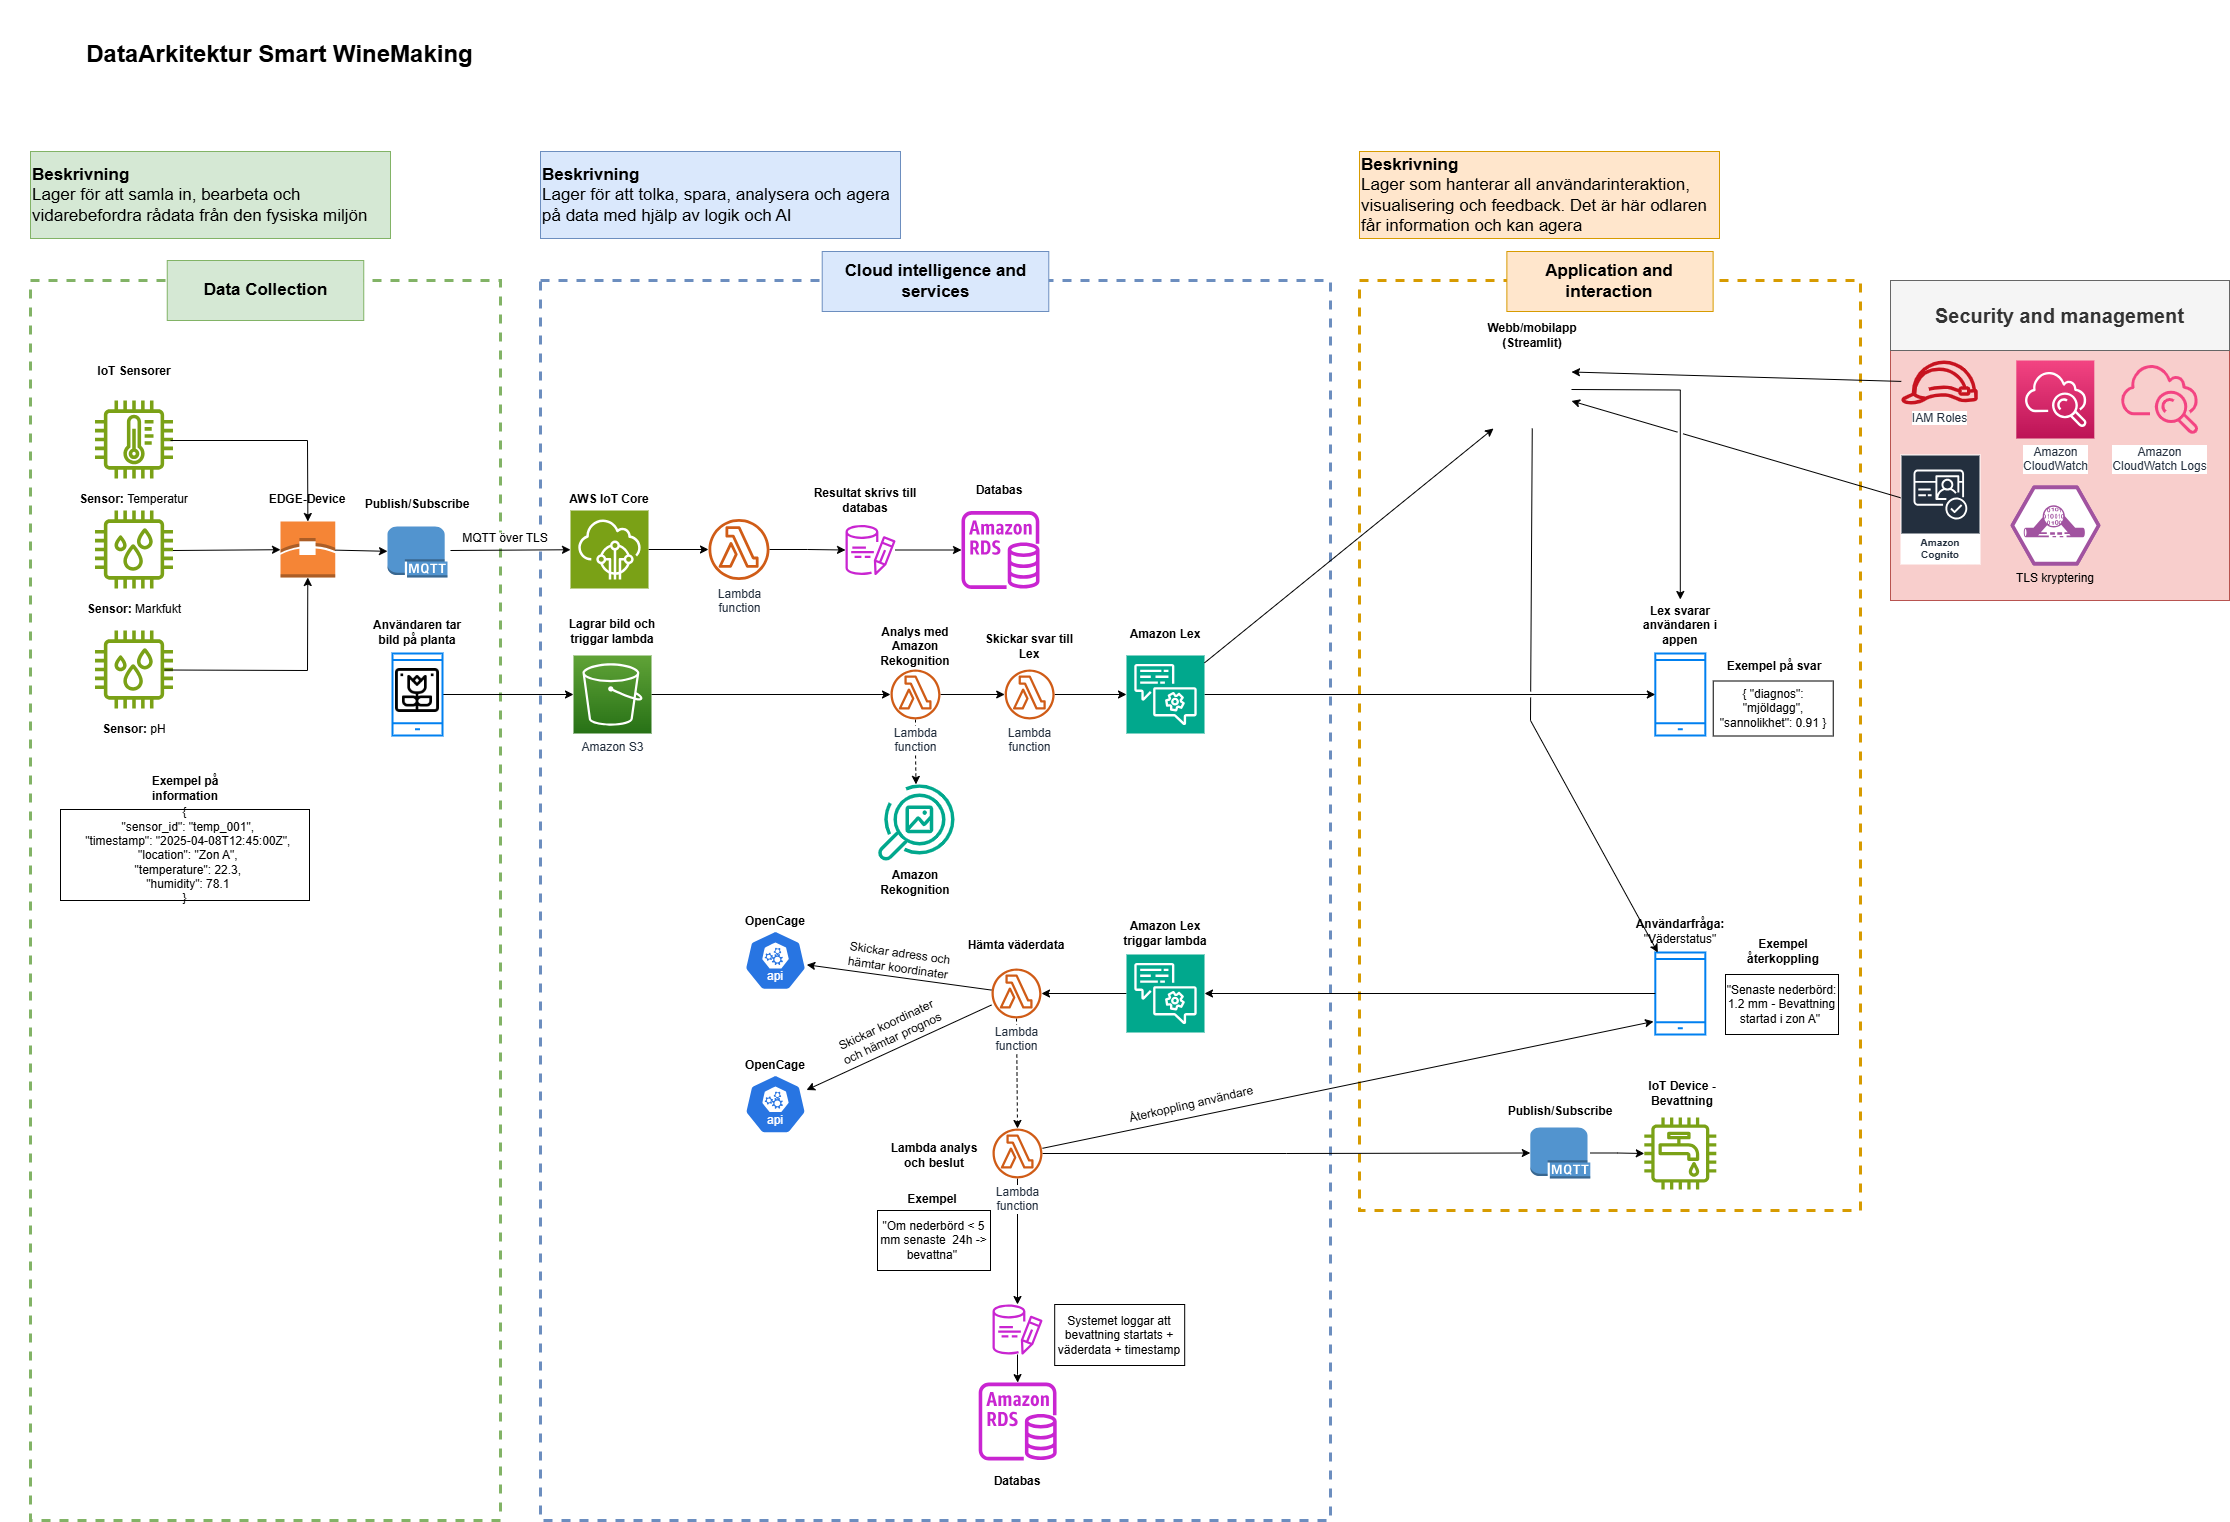 DataArkitektur Smart WineMaking
Beskrivning
Lager för att samla in, bearbeta och
vidarebefordra rådata från den fysiska miljön
Beskrivning
Lager för att tolka, spara, analysera och agera
på data med hjälp av logik och AI
Beskrivning
Lager som hanterar all användarinteraktion,
visualisering och feedback. Det är här odlaren
får information och kan agera
Data Collection
Cloud intelligence and
services
Application and
interaction
Security and management
IoT Sensorer
Sensor: Temperatur
Sensor: Markfukt
Sensor: pH
EDGE-Device
Publish/Subscribe
MQTT
MQTT över TLS
Användaren tar
bild på planta
Exempel på
information
{
"sensor_id": "temp_001",
"timestamp": "2025-04-08T12:45:00Z",
"location": "Zon A",
"temperature": 22.3,
"humidity": 78.1
}
AWS IoT Core
Lambda
function
Resultat skrivs till
databas
Databas
Amazon
RDS
Lagrar bild och
triggar lambda
Amazon S3
Analys med
Amazon
Rekognition
Lambda
function
Skickar svar till
Lex
Lambda
function
Amazon Lex
Amazon
Rekognition
OpenCage
api
Skickar adress och
hämtar koordinater
Hämta väderdata
Lambda
function
Amazon Lex
triggar lambda
Skickar koordinater
och hämtar prognos
OpenCage
api
Lambda analys
och beslut
Lambda
function
Återkoppling användare
Exempel
"Om nederbörd < 5
mm senaste 24h ->
bevattna"
Systemet loggar att
bevattning startats +
väderdata + timestamp
Amazon
RDS
Databas
Webb/mobilapp
(Streamlit)
Lex svarar
användaren i
appen
Exempel på svar
{ "diagnos":
"mjöldagg",
"sannolikhet": 0.91 }
Användarfråga:
"Väderstatus"
Exempel
återkoppling
"Senaste nederbörd:
1.2 mm - Bevattning
startad i zon A"
Publish/Subscribe
MQTT
IoT Device -
Bevattning
IAM Roles
Amazon
CloudWatch
Amazon
CloudWatch Logs
Amazon
Cognito
TLS kryptering